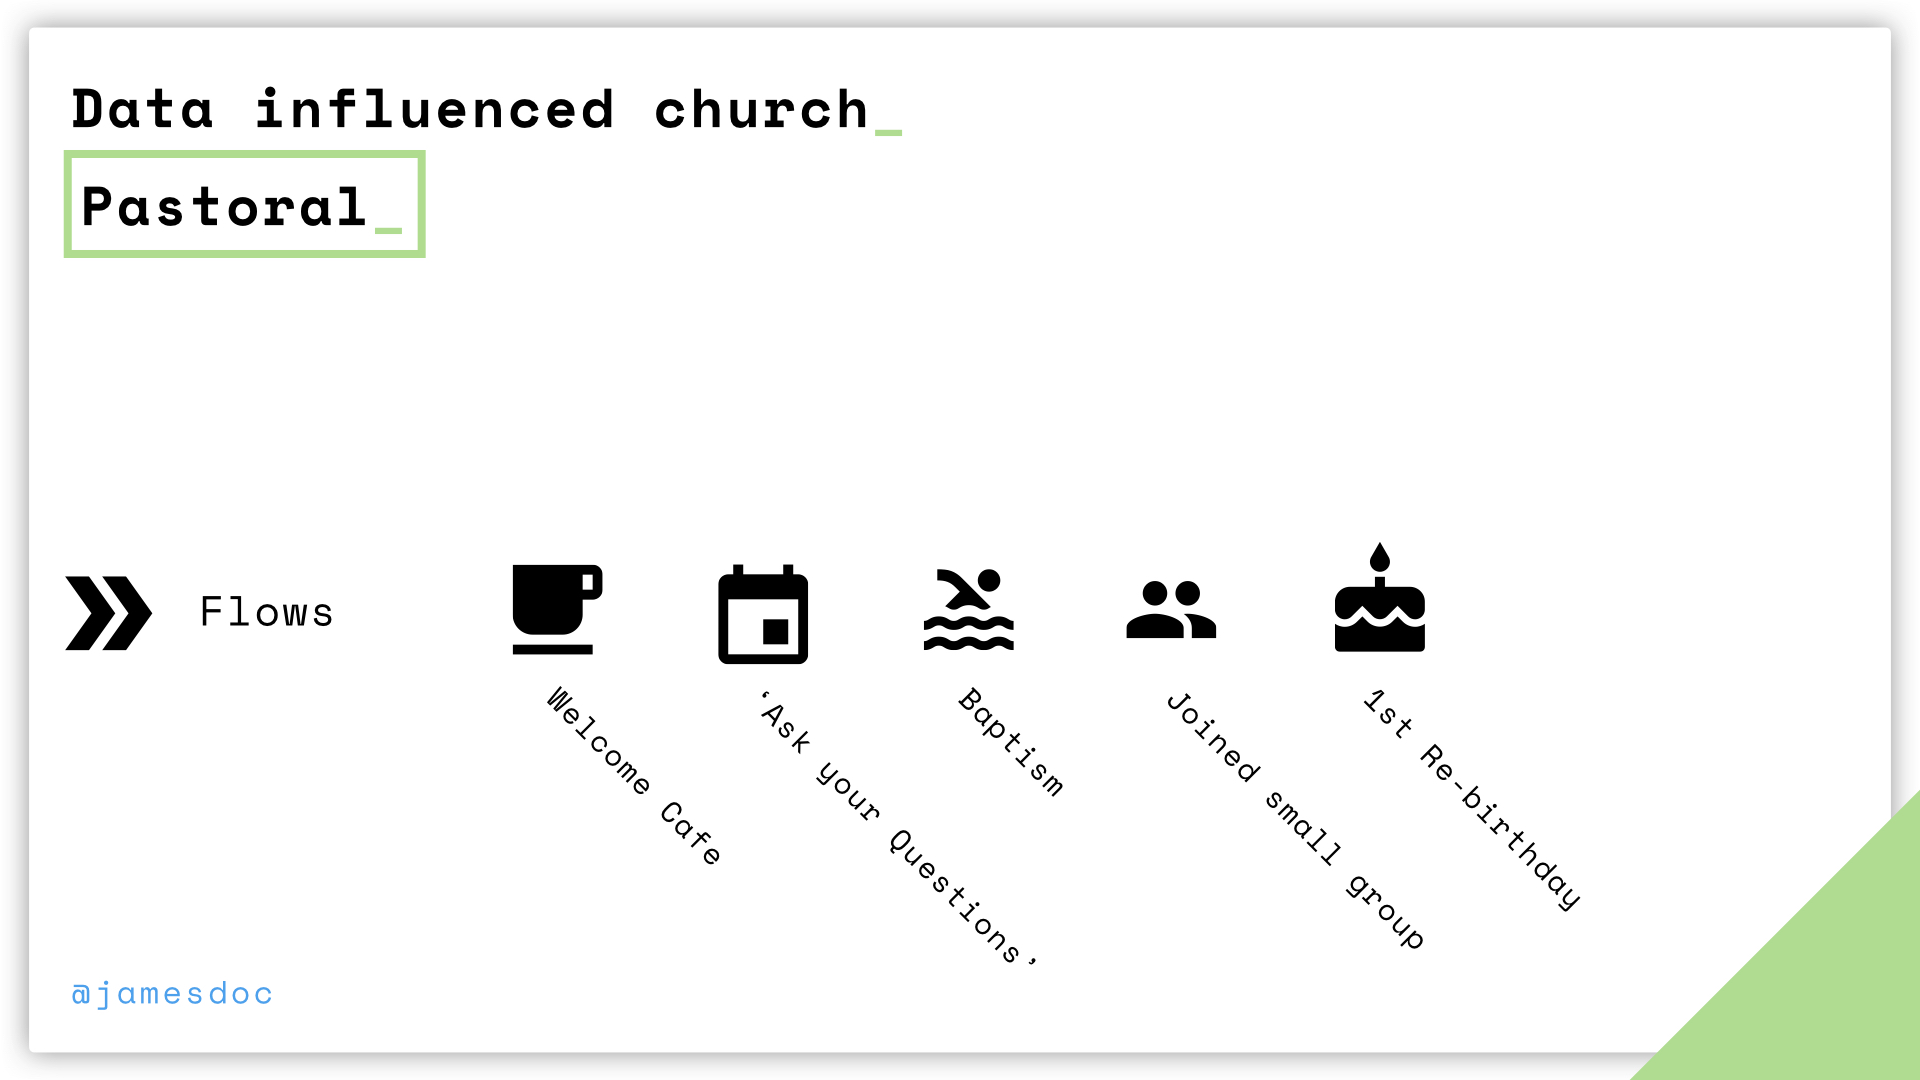 Data influenced church_
Pastoral_
Flows
Welcome Cafe
‘Ask your Questions’
Baptism
Joined small group
1st Re-birthday
@jamesdoc